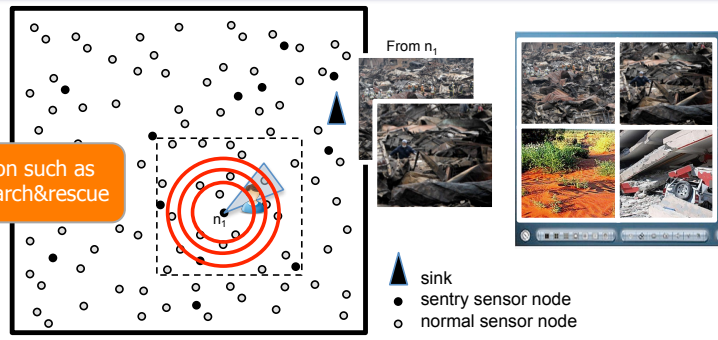 From n₁
on such as
arch&rescue
n₁
sink
sentry sensor node
normal sensor node